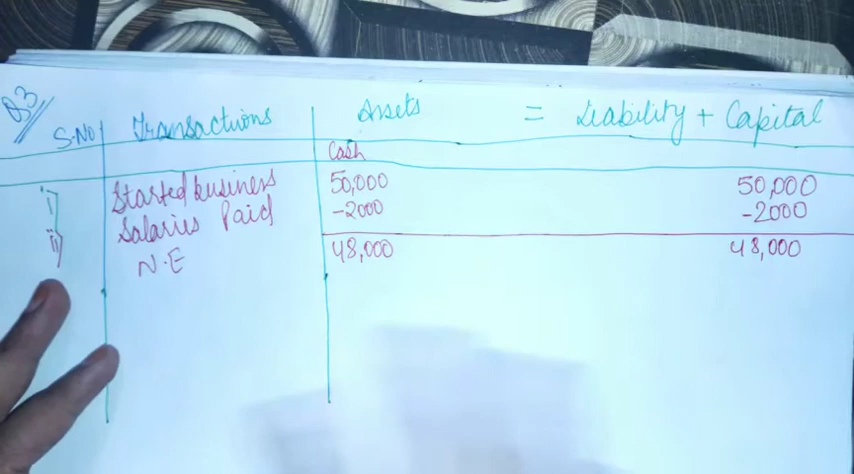 Q3
S.No Transactions Assets = Liability + Capital
Cash
i) Started business 50,000 50,000
ii) Salaries Paid -2000 -2000
N.E 48,000 48,000